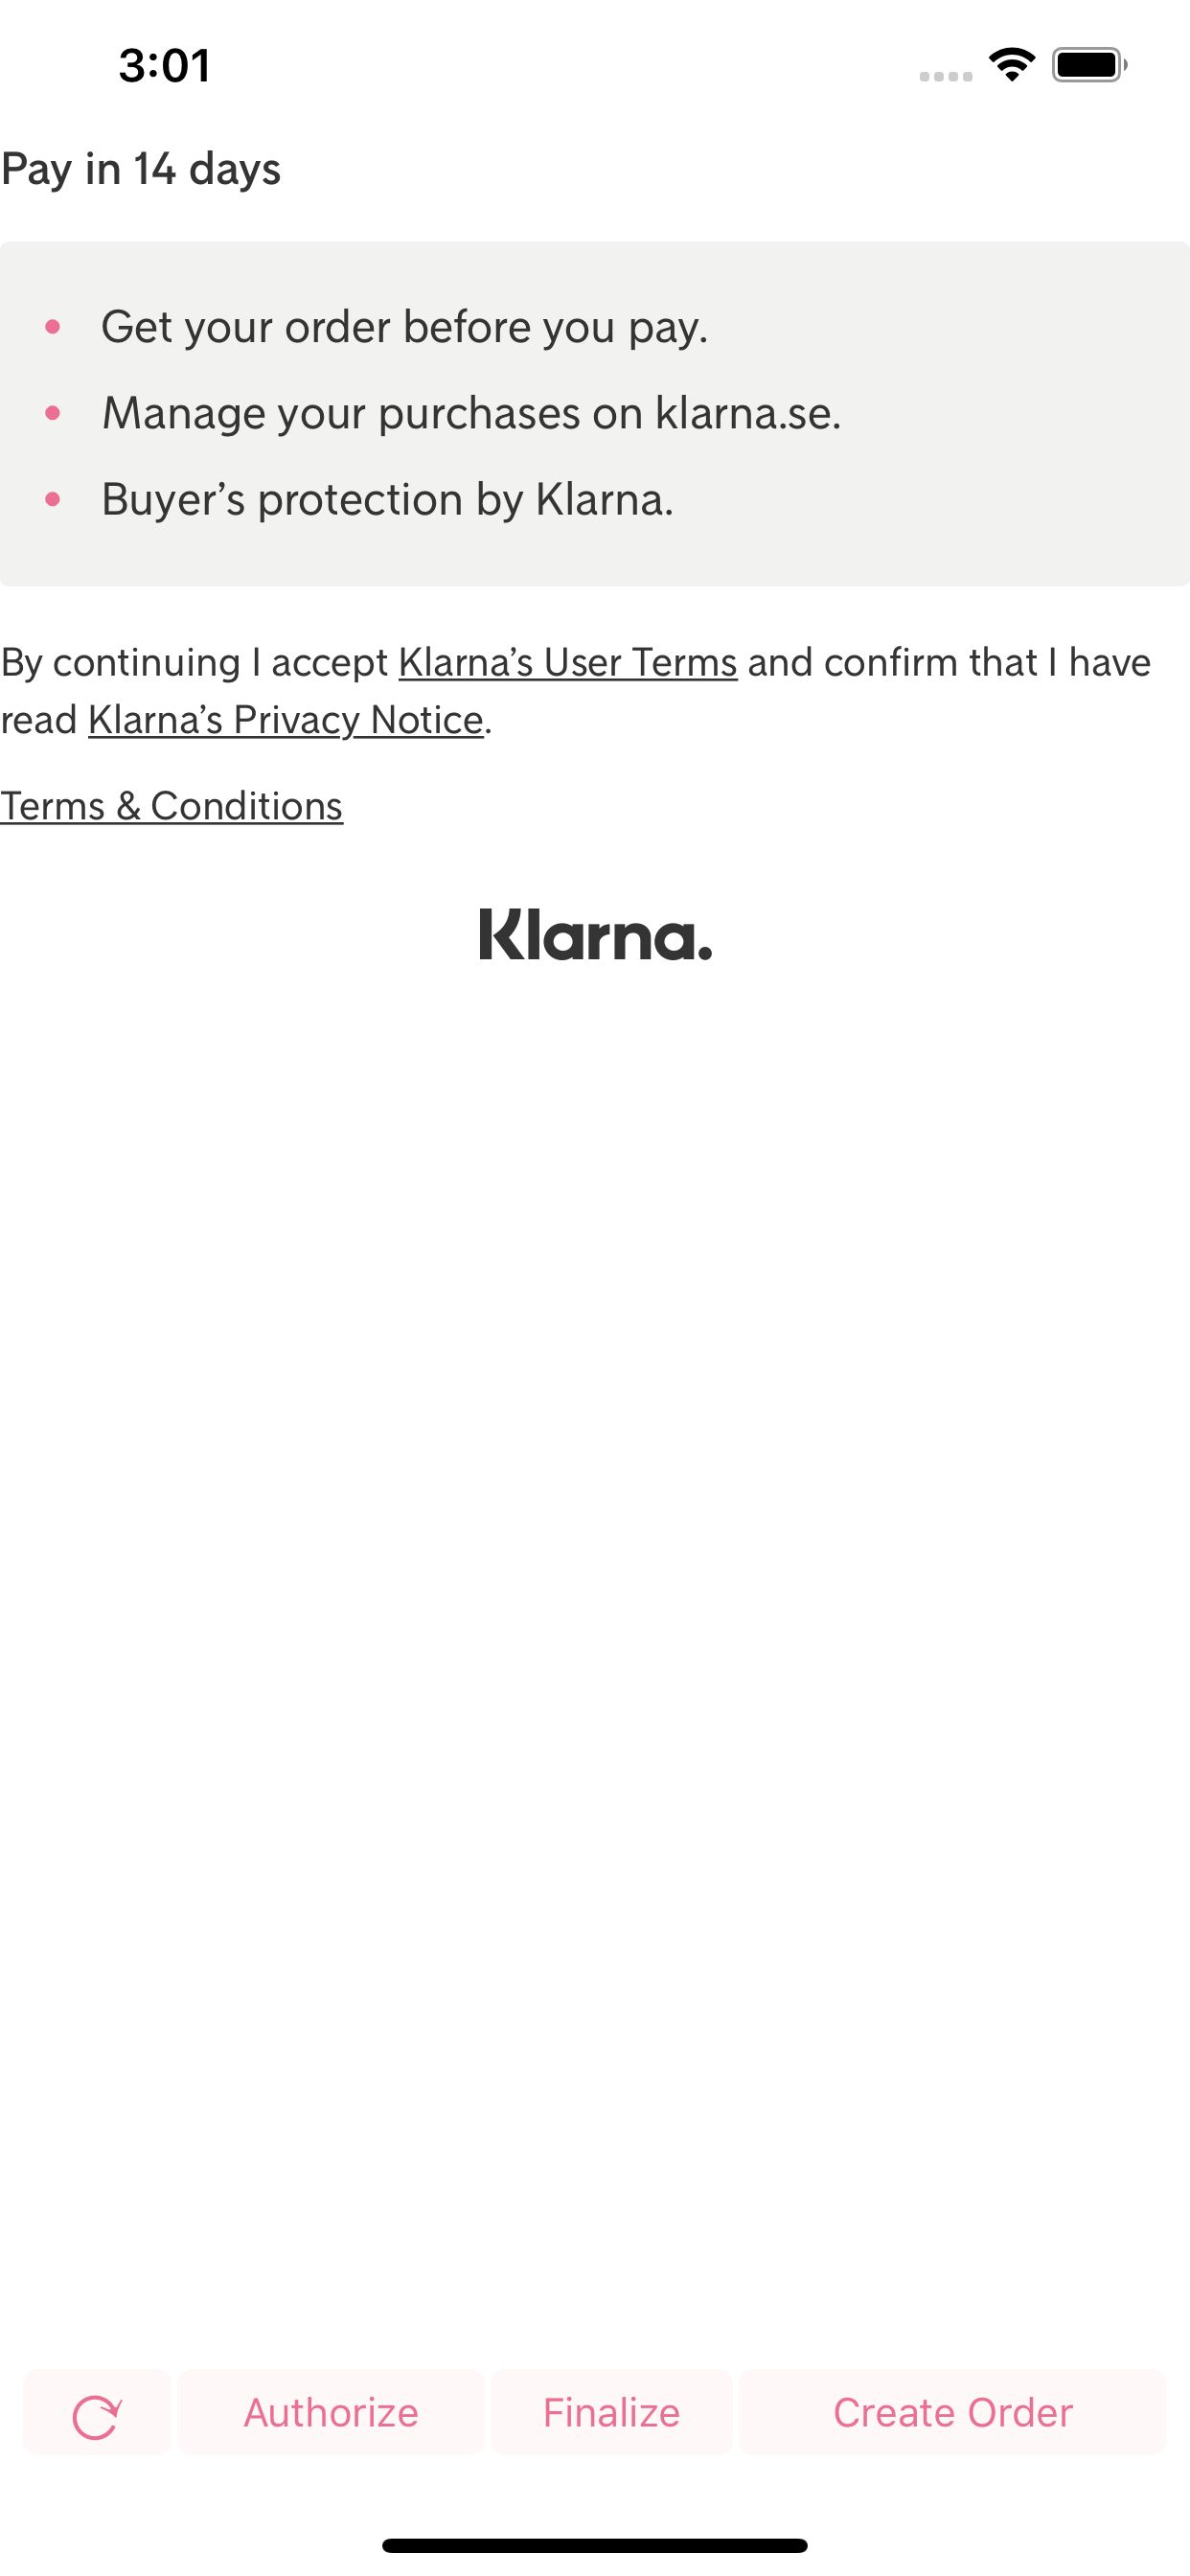 3:01
Pay in 14 days
Get your order before you pay.
Manage your purchases on klarna.se.
Buyer’s protection by Klarna.
By continuing I accept Klarna’s User Terms and confirm that I have
read Klarna’s Privacy Notice.
Terms & Conditions
Klarna.
Authorize Finalize Create Order